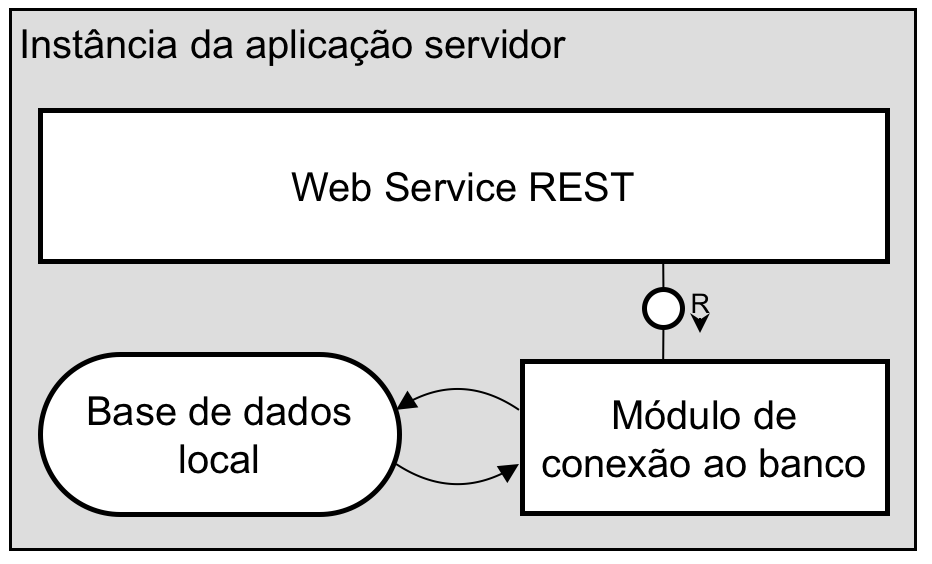 Instância da aplicação servidor
Web Service REST
R
Base de dados
local
Módulo de
conexão ao banco